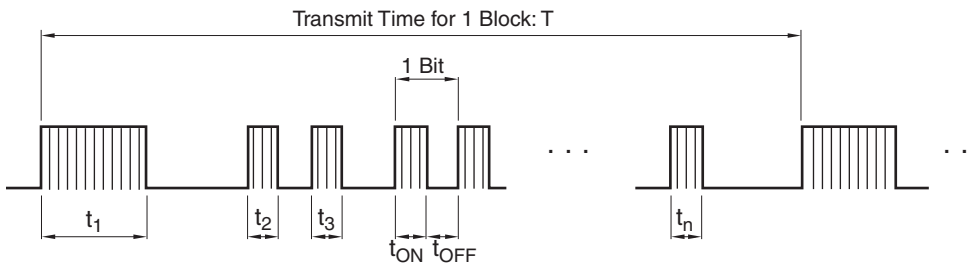 Transmit Time for 1 Block: T
1 Bit
. . .
. .
t1
t2
t3
tON
tOFF
tn